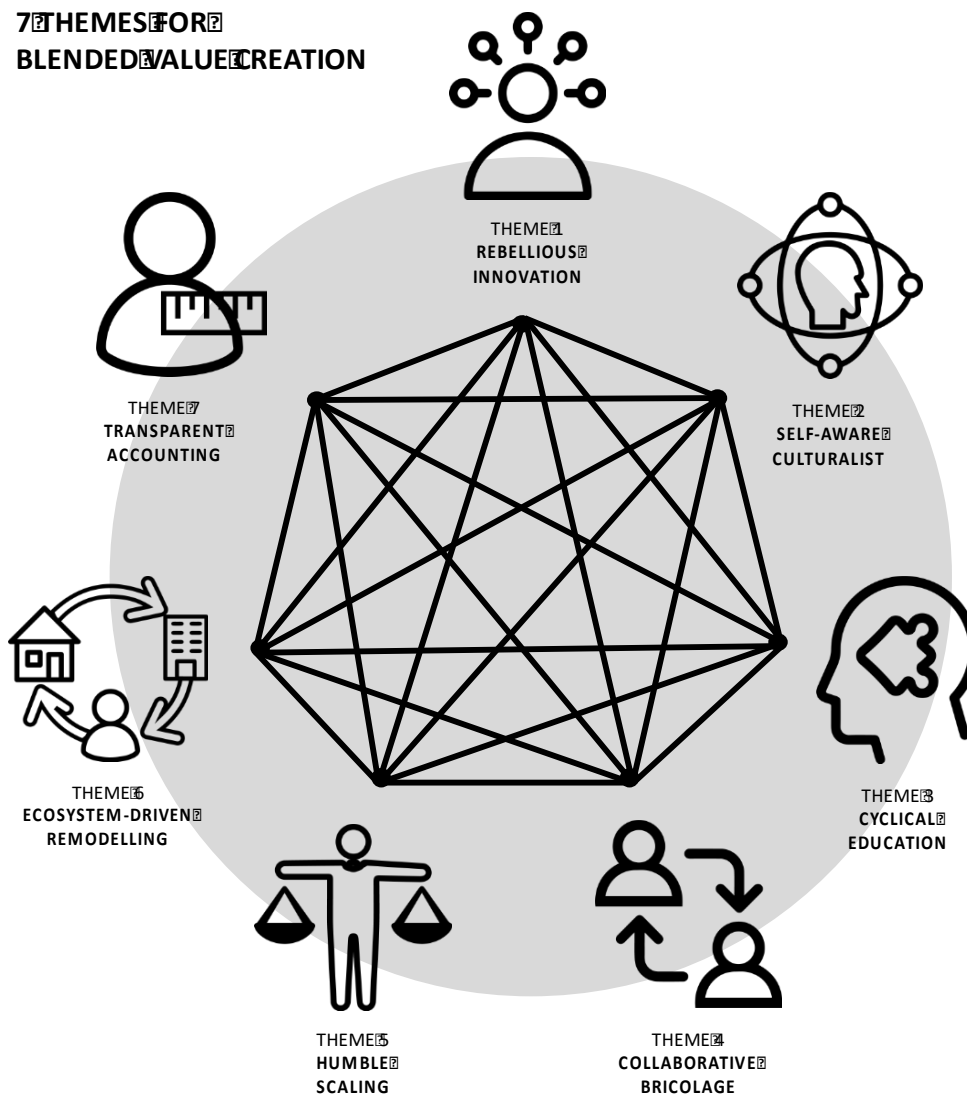 7 THEMES FOR
BLENDED VALUE CREATION
THEME 1
REBELLIOUS
INNOVATION
THEME 2
SELF-AWARE
CULTURALIST
THEME 3
CYCLICAL
EDUCATION
THEME 4
COLLABORATIVE
BRICOLAGE
THEME 5
HUMBLE
SCALING
THEME 6
ECOSYSTEM-DRIVEN
REMODELLING
THEME 7
TRANSPARENT
ACCOUNTING